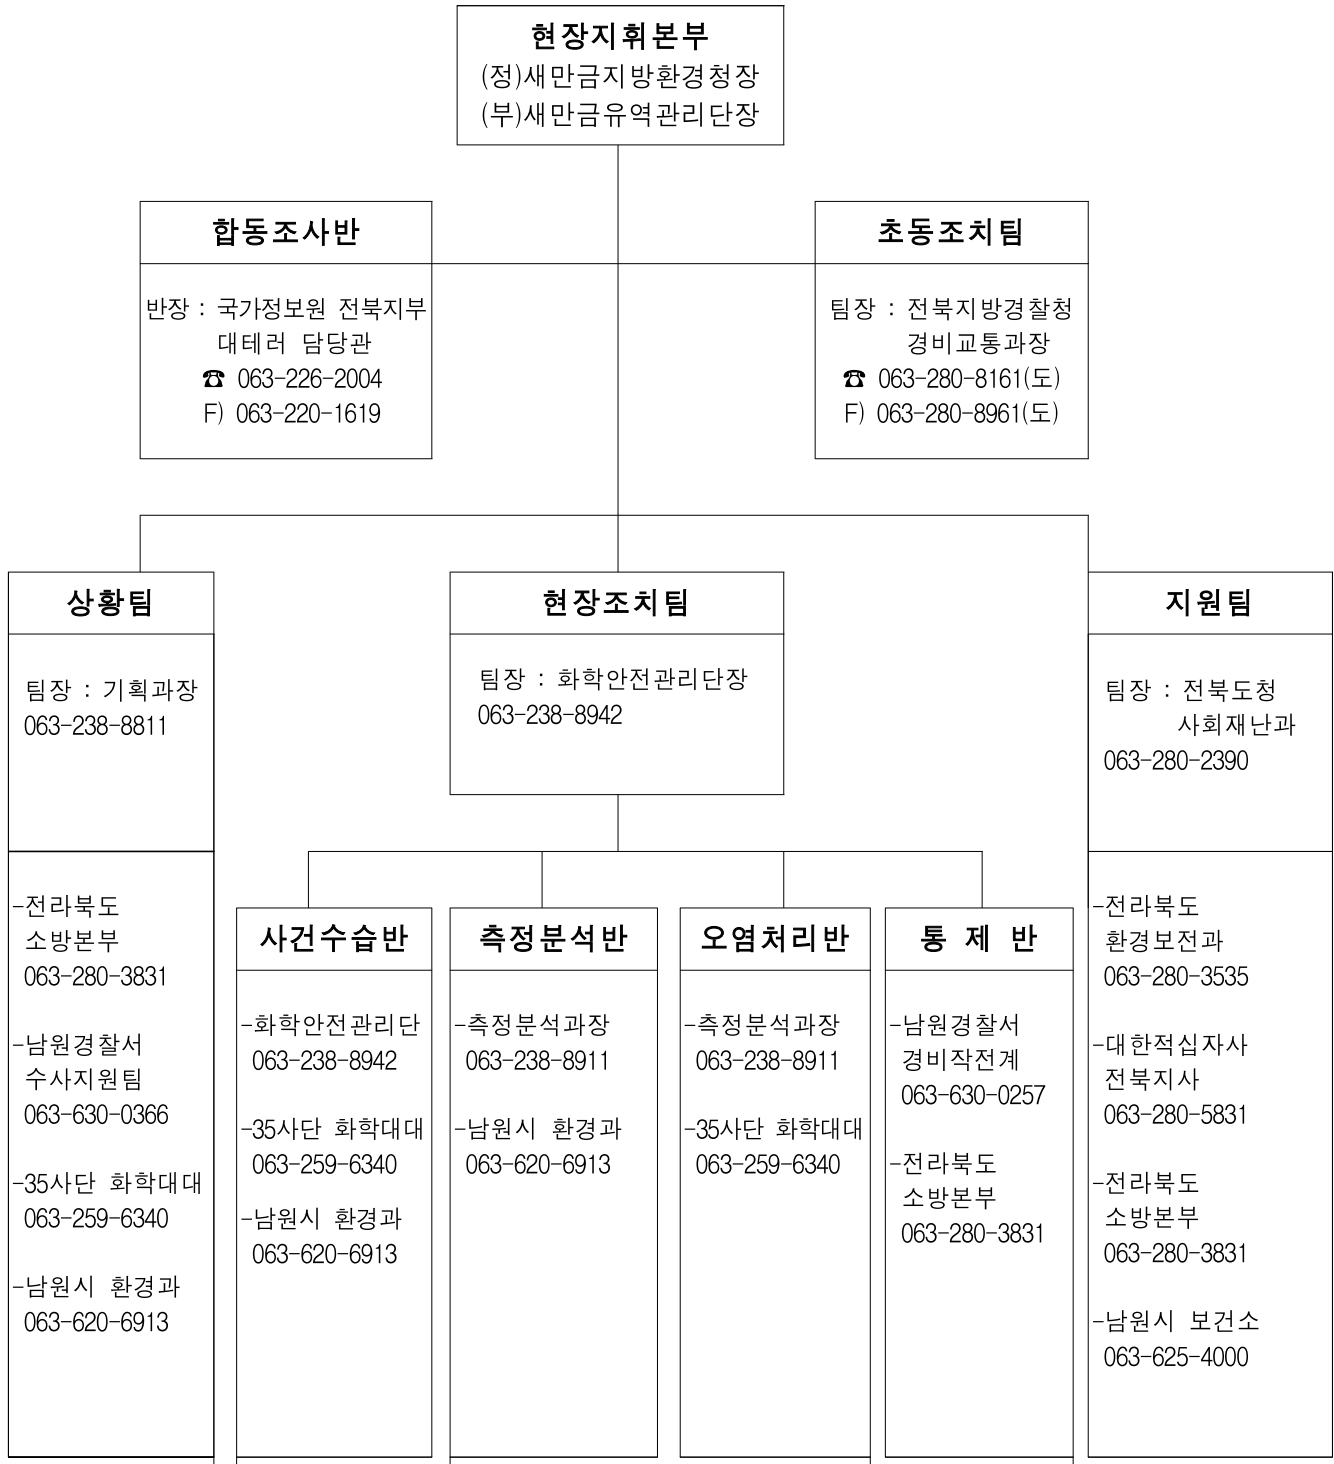 현장지휘본부
(정)새만금지방환경청장
(부)새만금유역관리단장
합동조사반
반장 : 국가정보원 전북지부
대테러 담당관
☎ 063-226-2004
F) 063-220-1619
초동조치팀
팀장 : 전북지방경찰청
경비교통과장
☎ 063-280-8161(도)
F) 063-280-8961(도)
상황팀
팀장 : 기획과장
063-238-8811
-전라북도
소방본부
063-280-3831
-남원경찰서
수사지원팀
063-630-0366
-35사단 화학대대
063-259-6340
-남원시 환경과
063-620-6913
현장조치팀
팀장 : 화학안전관리단장
063-238-8942
사건수습반
-화학안전관리단
063-238-8942
-35사단 화학대대
063-259-6340
-남원시 환경과
063-620-6913
측정분석반
-측정분석과장
063-238-8911
-남원시 환경과
063-620-6913
오염처리반
-측정분석과장
063-238-8911
-35사단 화학대대
063-259-6340
통 제 반
-남원경찰서
경비작전계
063-630-0257
-전라북도
소방본부
063-280-3831
지원팀
팀장 : 전북도청
사회재난과
063-280-2390
-전라북도
환경보전과
063-280-3535
-대한적십자사
전북지사
063-280-5831
-전라북도
소방본부
063-280-3831
-남원시 보건소
063-625-4000